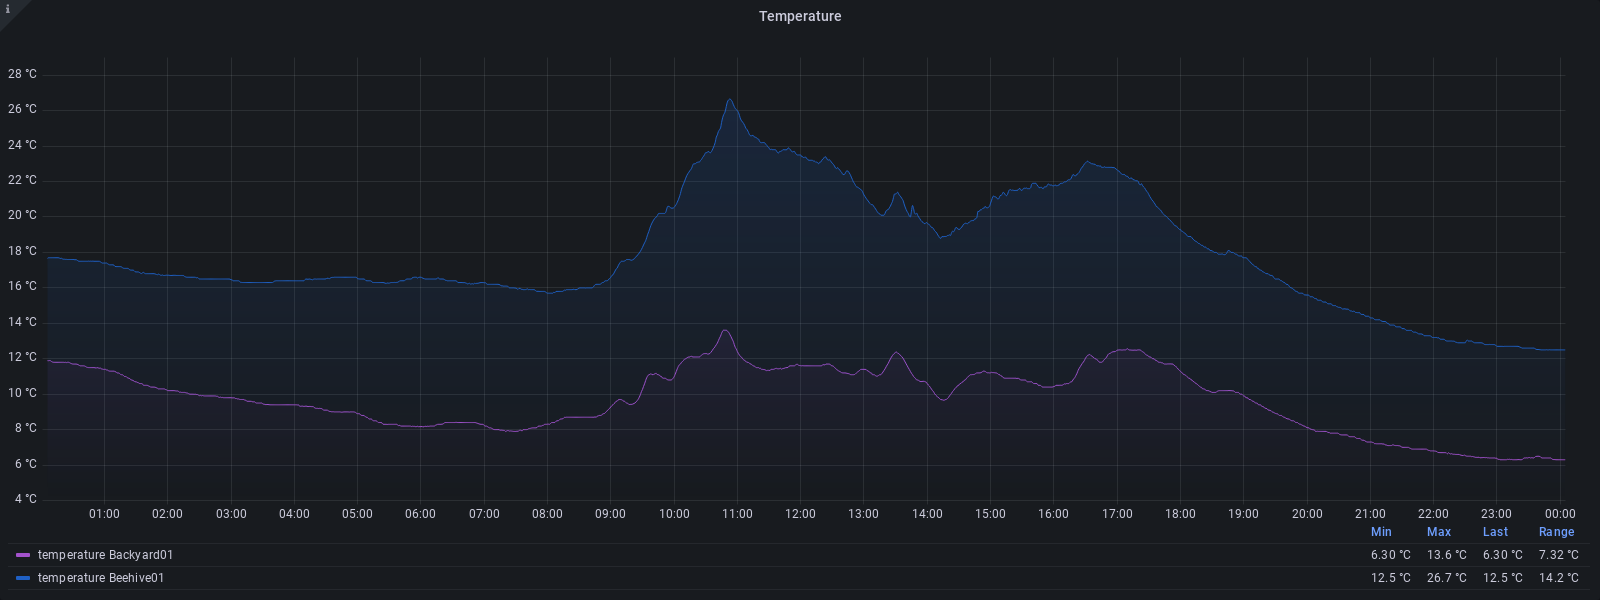 i
Temperature
28 °C
26 °C
24 °C
22 °C
20 °C
18 °C
16 °C
14 °C
12 °C
10 °C
8 °C
6 °C
4 °C
01:00 02:00 03:00 04:00 05:00 06:00 07:00 08:00 09:00 10:00 11:00 12:00 13:00 14:00 15:00 16:00 17:00 18:00 19:00 20:00 21:00 22:00 23:00 00:00
Min Max Last Range
temperature Backyard01 6.30 °C 13.6 °C 6.30 °C 7.32 °C
temperature Beehive01 12.5 °C 26.7 °C 12.5 °C 14.2 °C